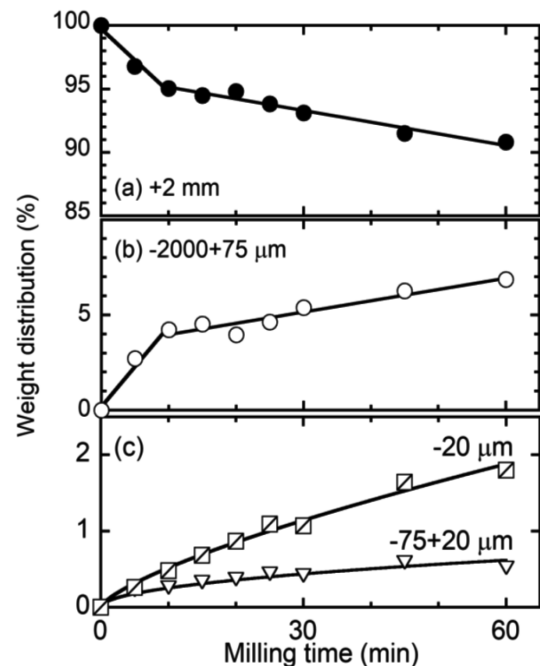 100
95
90
85
(a) +2 mm
Weight distribution (%)
(b) -2000+75 μm
5
0
(c)
-20 μm
-75+20 μm
2
1
0
0
30
60
Milling time (min)